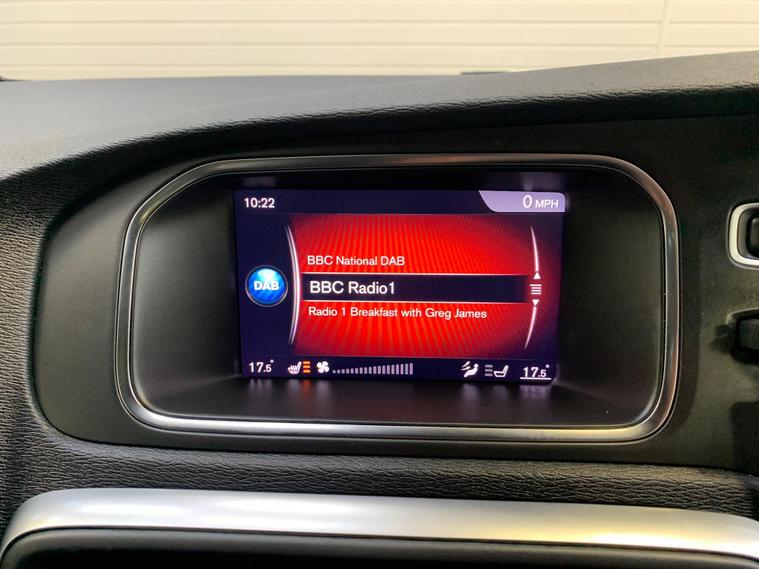 10:22
0 MPH
BBC National DAB
DAB
BBC Radio1
Radio 1 Breakfast with Greg James
17.5°
17.5°